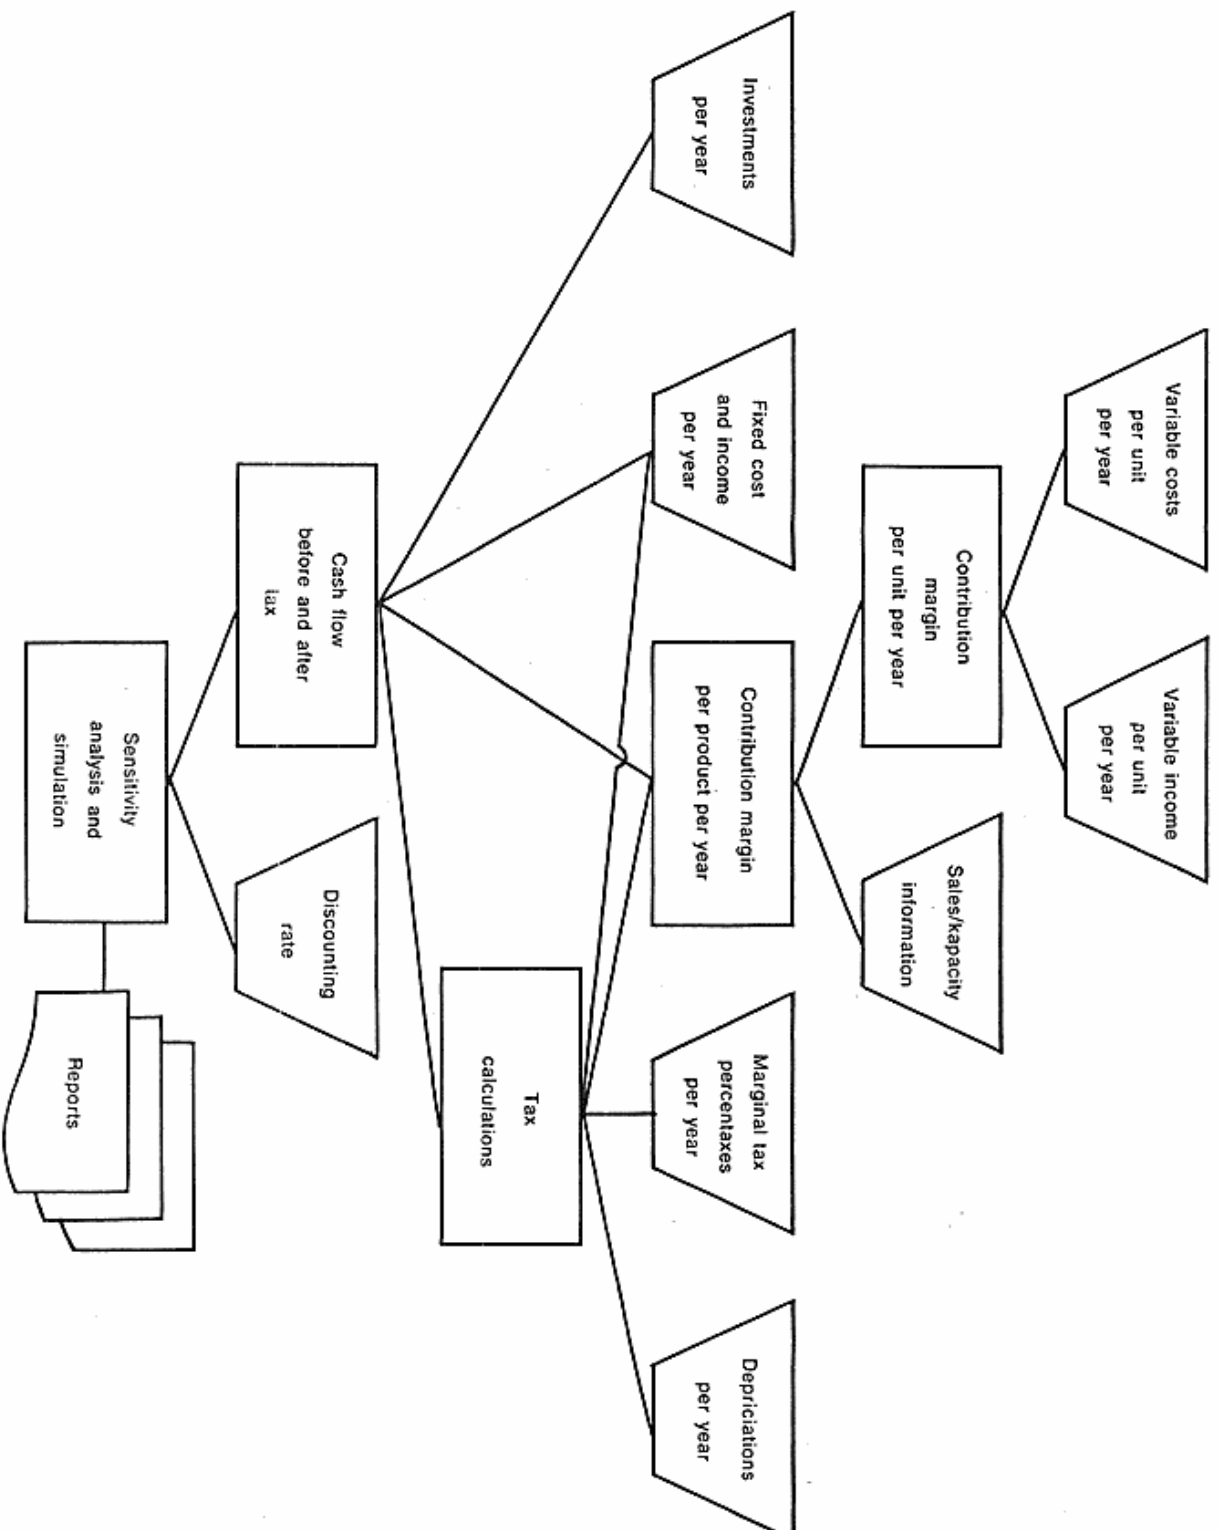 Variable costs
per unit
per year
Variable income
per unit
per year
Contribution
margin
per unit per year
Sales/kapacity
information
Investments
per year
Fixed cost
and income
per year
Contribution margin
per product per year
Marginal tax
percentaxes
per year
Depriciations
per year
Tax
calculations
Cash flow
before and after
tax
Discounting
rate
Sensitivity
analysis and
simulation
Reports